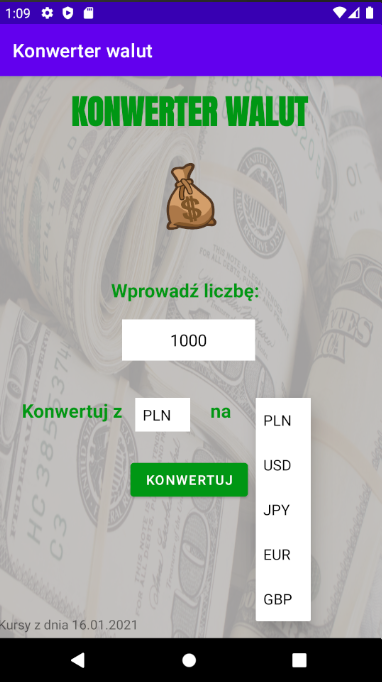 1:09
Konwerter walut
KONWERTER WALUT
Wprowadź liczbę:
1000
Konwertuj z PLN na
PLN
USD
JPY
EUR
GBP
KONWERTUJ
Kursy z dnia 16.01.2021